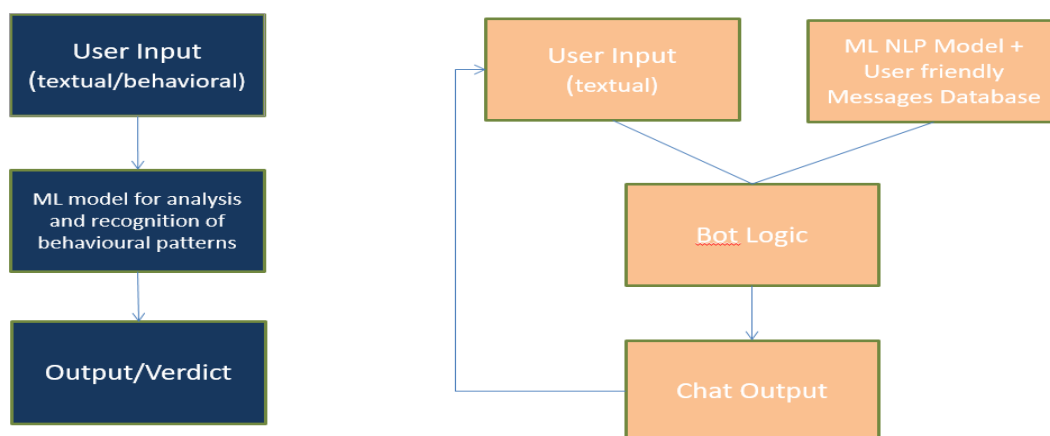 User Input
(textual/behavioral)
ML model for analysis
and recognition of
behavioural patterns
Output/Verdict
User Input
(textual)
ML NLP Model +
User friendly
Messages Database
Bot Logic
Chat Output